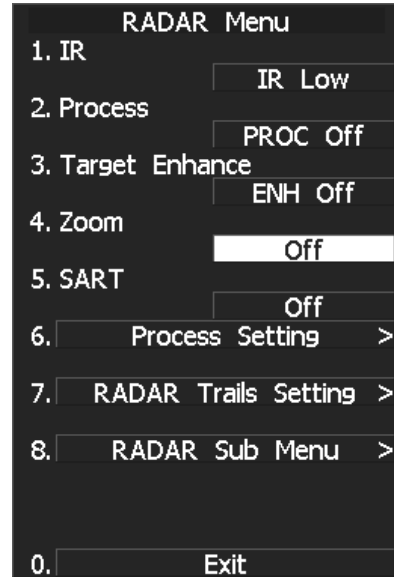 RADAR Menu
1. IR
IR Low
2. Process
PROC Off
3. Target Enhance
ENH Off
4. Zoom
Off
5. SART
Off
6. Process Setting >
7. RADAR Trails Setting >
8. RADAR Sub Menu >
0. Exit